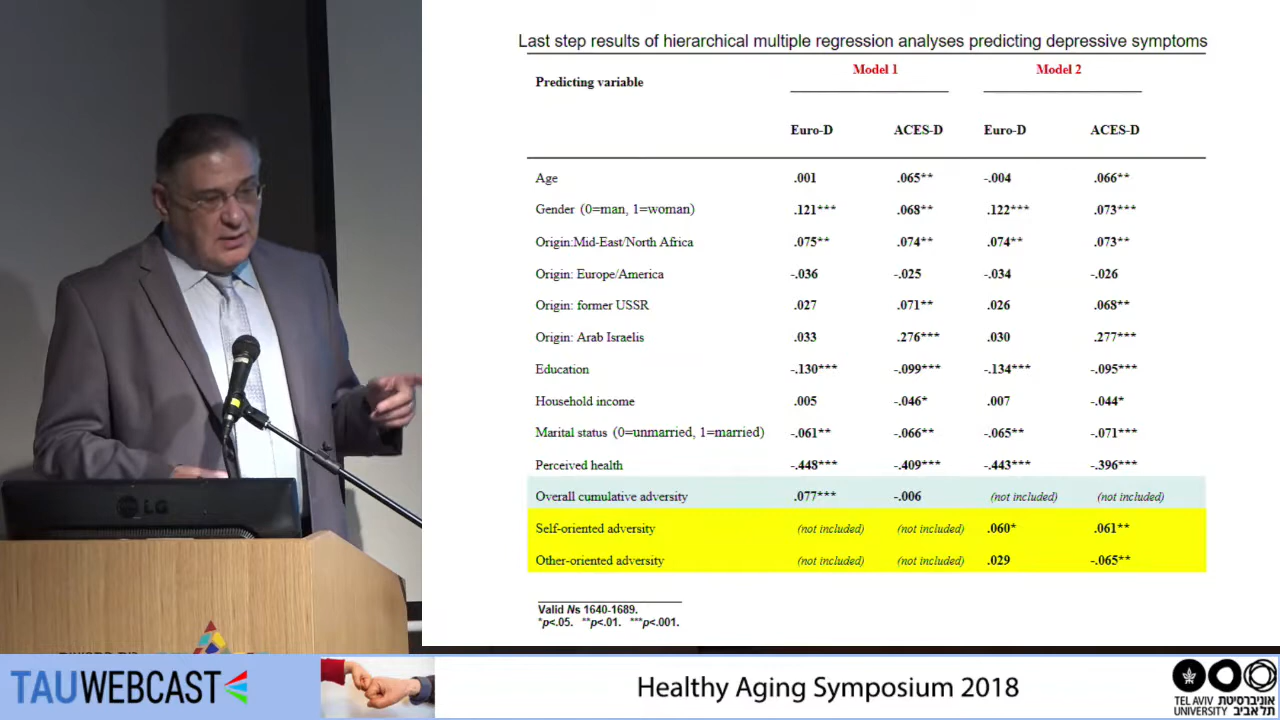 Last step results of hierarchical multiple regression analyses predicting depressive symptoms
Predicting variable Model 1 Model 2
Euro-D ACES-D Euro-D ACES-D
Age .001 .065** -.004 .066**
Gender (0=man, 1=woman) .121*** .068** .122*** .073***
Origin:Mid-East/North Africa .075** .074** .074** .073**
Origin: Europe/America -.036 -.025 -.034 -.026
Origin: former USSR .027 .071** .026 .068**
Origin: Arab Israelis .033 .276*** .030 .277***
Education -.130*** -.099*** -.134*** -.095***
Household income .005 -.046* .007 -.044*
Marital status (0=unmarried, 1=married) -.061** -.066** -.065** -.071***
Perceived health -.448*** -.409*** -.443*** -.396***
Overall cumulative adversity .077*** -.006 (not included) (not included)
Self-oriented adversity (not included) (not included) .060* .061**
Other-oriented adversity (not included) (not included) .029 -.065**
Valid Ns 1640-1689.
*p<.05. **p<.01. ***p<.001.
LG
TAUWEBCAST
Healthy Aging Symposium 2018
TEL AVIV אוניברסיטת
UNIVERSITY תל אביב